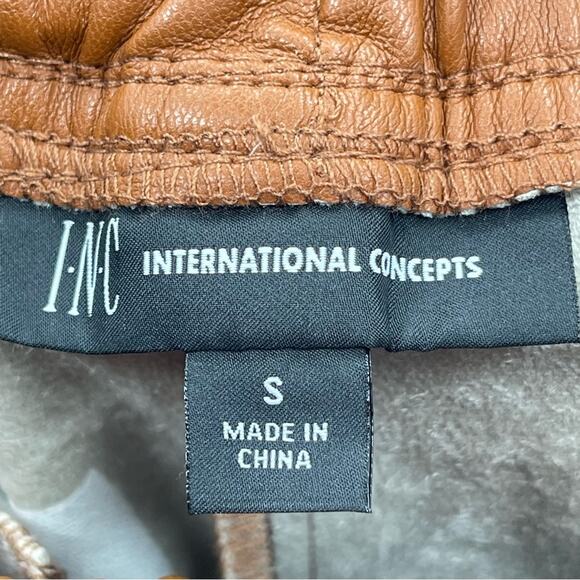 I·N·C INTERNATIONAL CONCEPTS
S
MADE IN
CHINA